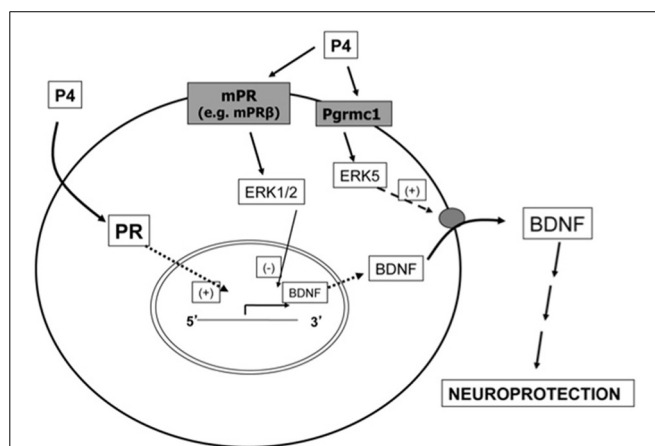 P4
P4
mPR
(e.g. mPRβ)
Pgrmc1
ERK5
(+)
ERK1/2
PR
BDNF
BDNF
(-)
(+)
BDNF
5'
3'
NEUROPROTECTION